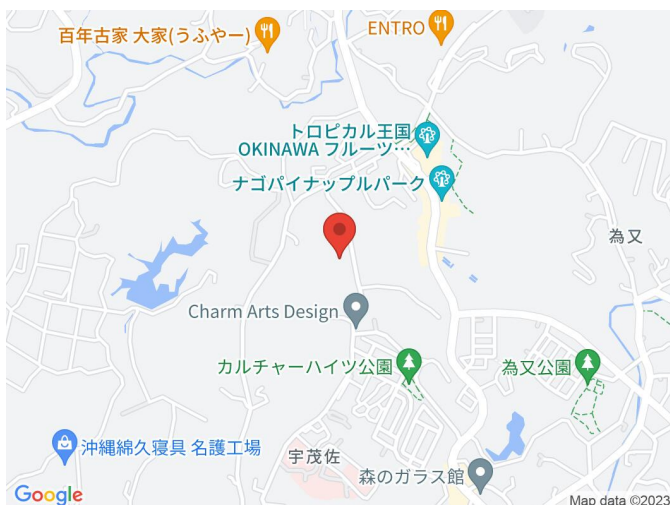 百年古家 大家(うふやー)
ENTRO
トロピカル王国
OKINAWA フルーツ…
ナゴパイナップルパーク
為又
Charm Arts Design
カルチャーハイツ公園
為又公園
沖縄綿久寝具 名護工場
宇茂佐
森のガラス館
Google
Map data ©2023